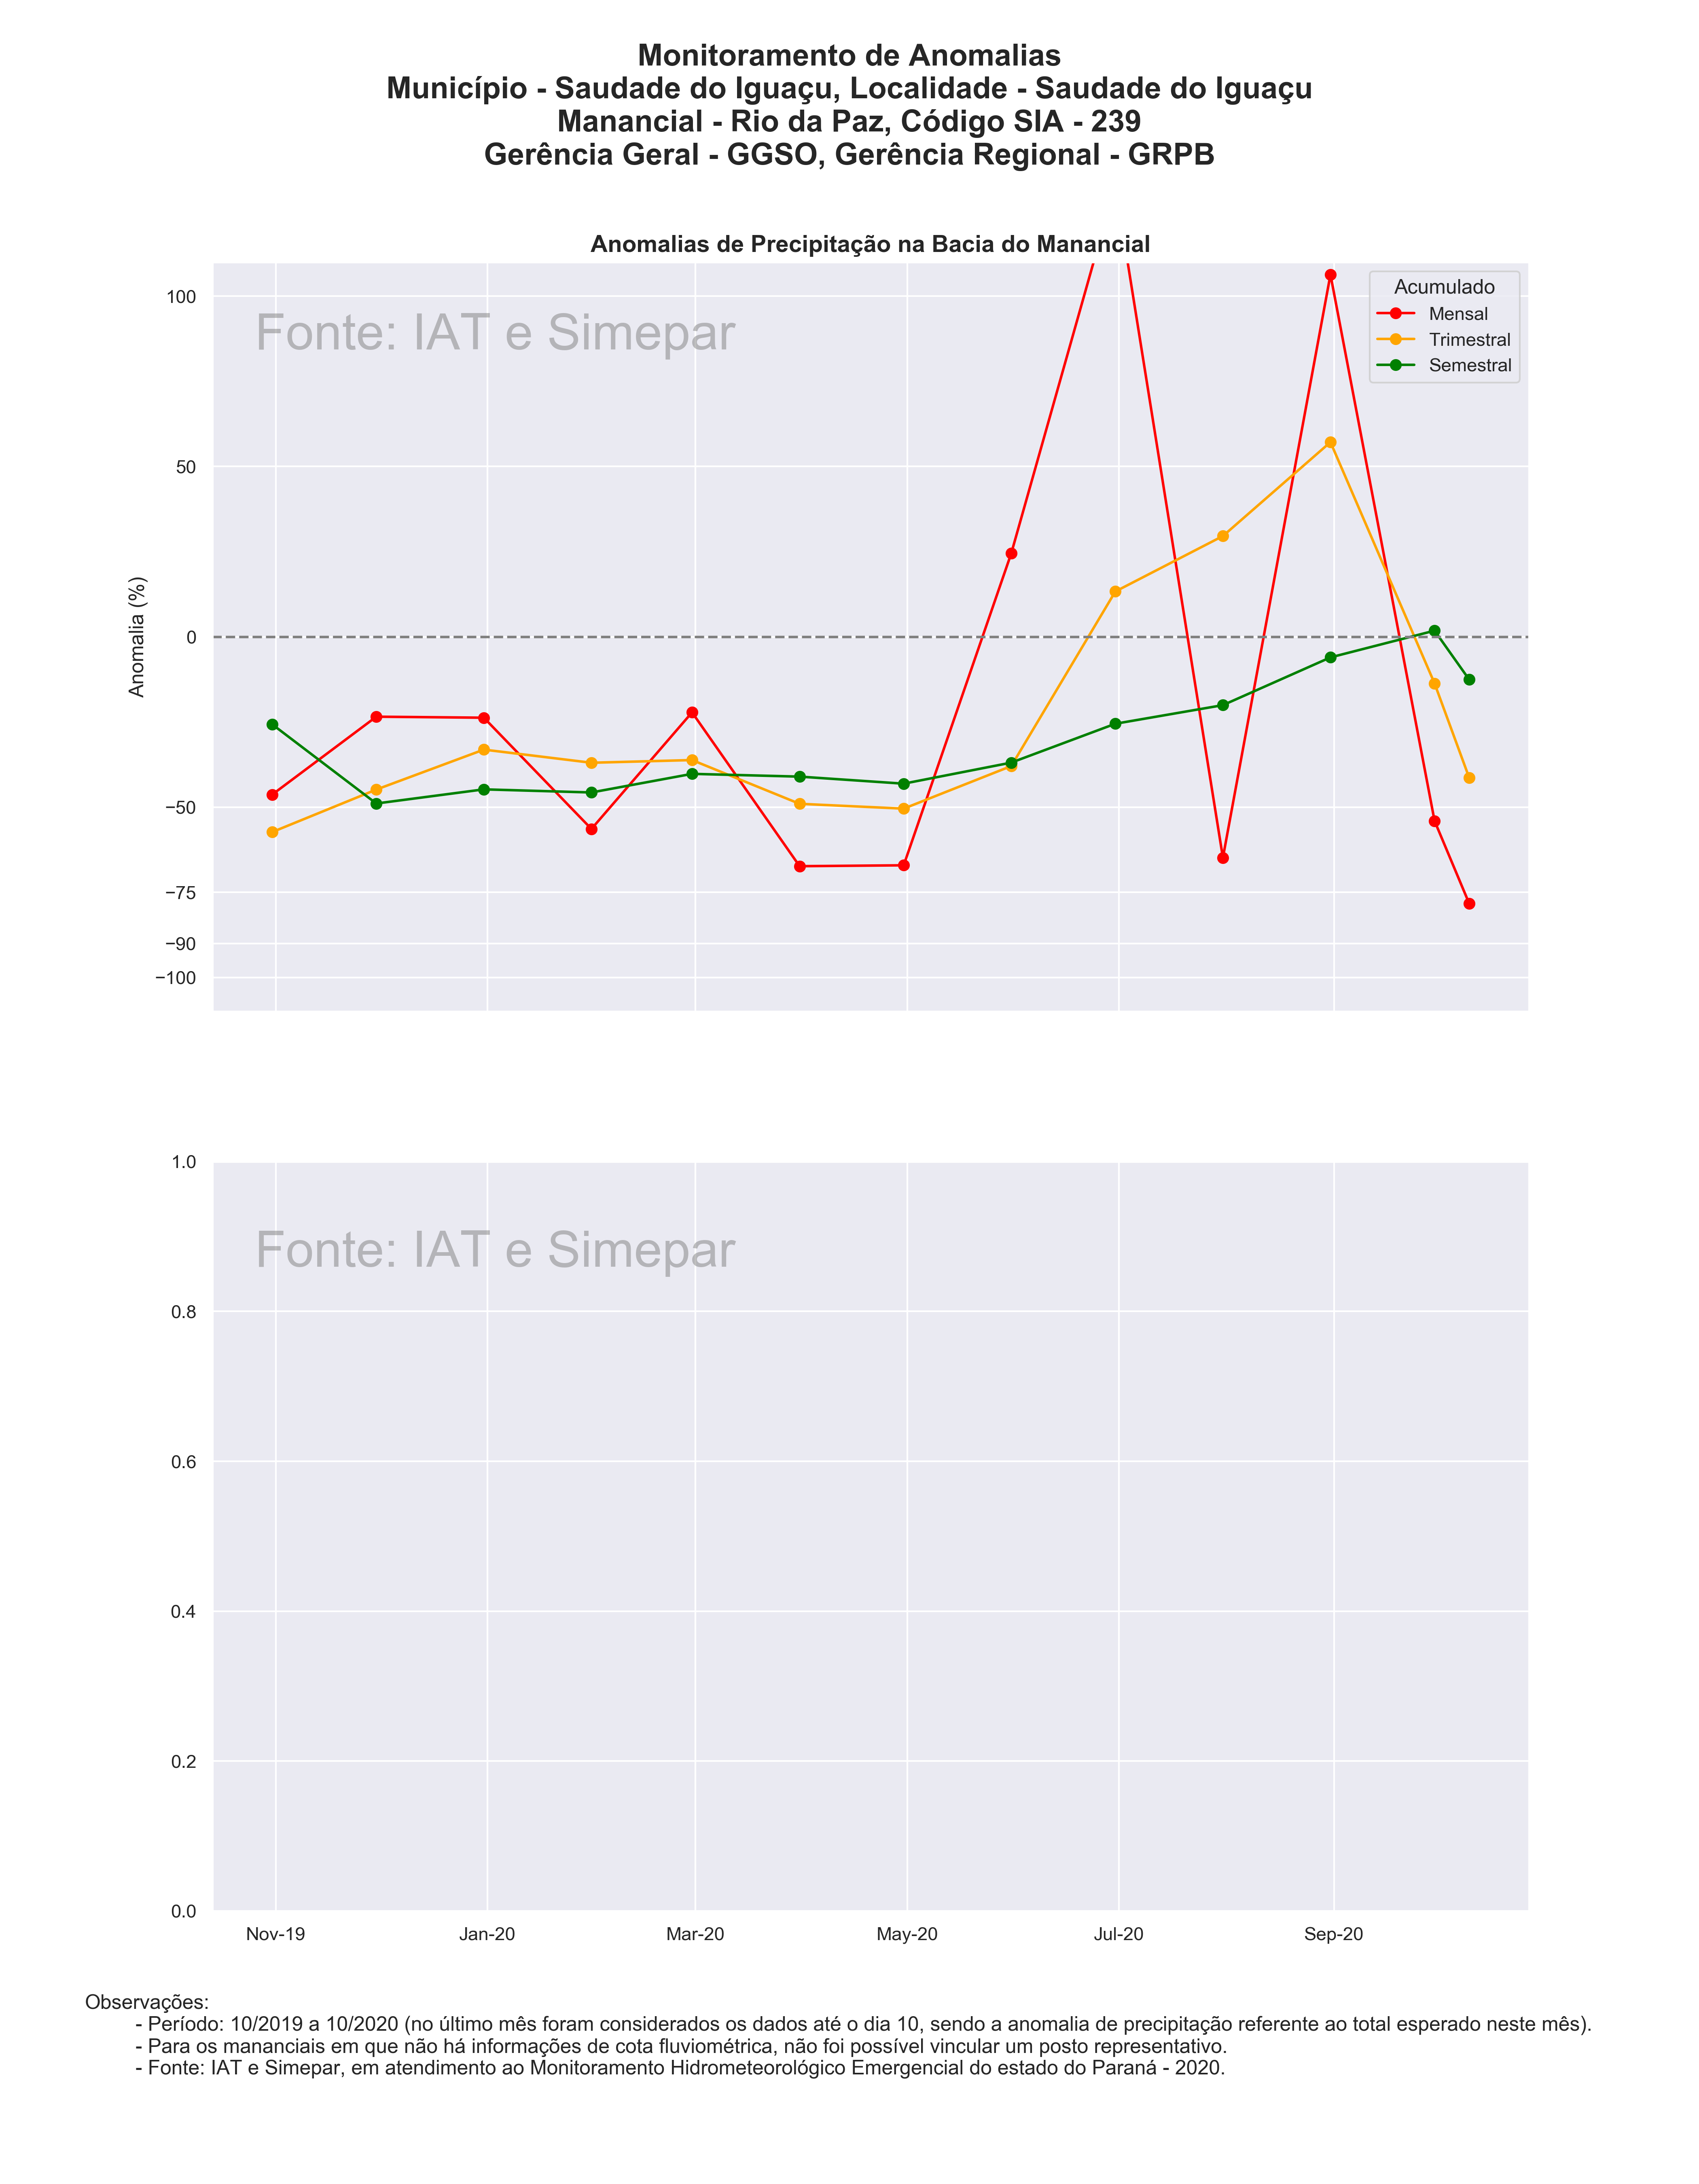 Monitoramento de Anomalias
Município - Saudade do Iguaçu, Localidade - Saudade do Iguaçu
Manancial - Rio da Paz, Código SIA - 239
Gerência Geral - GGSO, Gerência Regional - GRPB
Anomalias de Precipitação na Bacia do Manancial
Fonte: IAT e Simepar
Acumulado
Mensal
Trimestral
Semestral
Anomalia (%)
100
50
0
−50
−75
−90
−100
Fonte: IAT e Simepar
1.0
0.8
0.6
0.4
0.2
0.0
Nov-19 Jan-20 Mar-20 May-20 Jul-20 Sep-20
Observações:
- Período: 10/2019 a 10/2020 (no último mês foram considerados os dados até o dia 10, sendo a anomalia de precipitação referente ao total esperado neste mês).
- Para os mananciais em que não há informações de cota fluviométrica, não foi possível vincular um posto representativo.
- Fonte: IAT e Simepar, em atendimento ao Monitoramento Hidrometeorológico Emergencial do estado do Paraná - 2020.